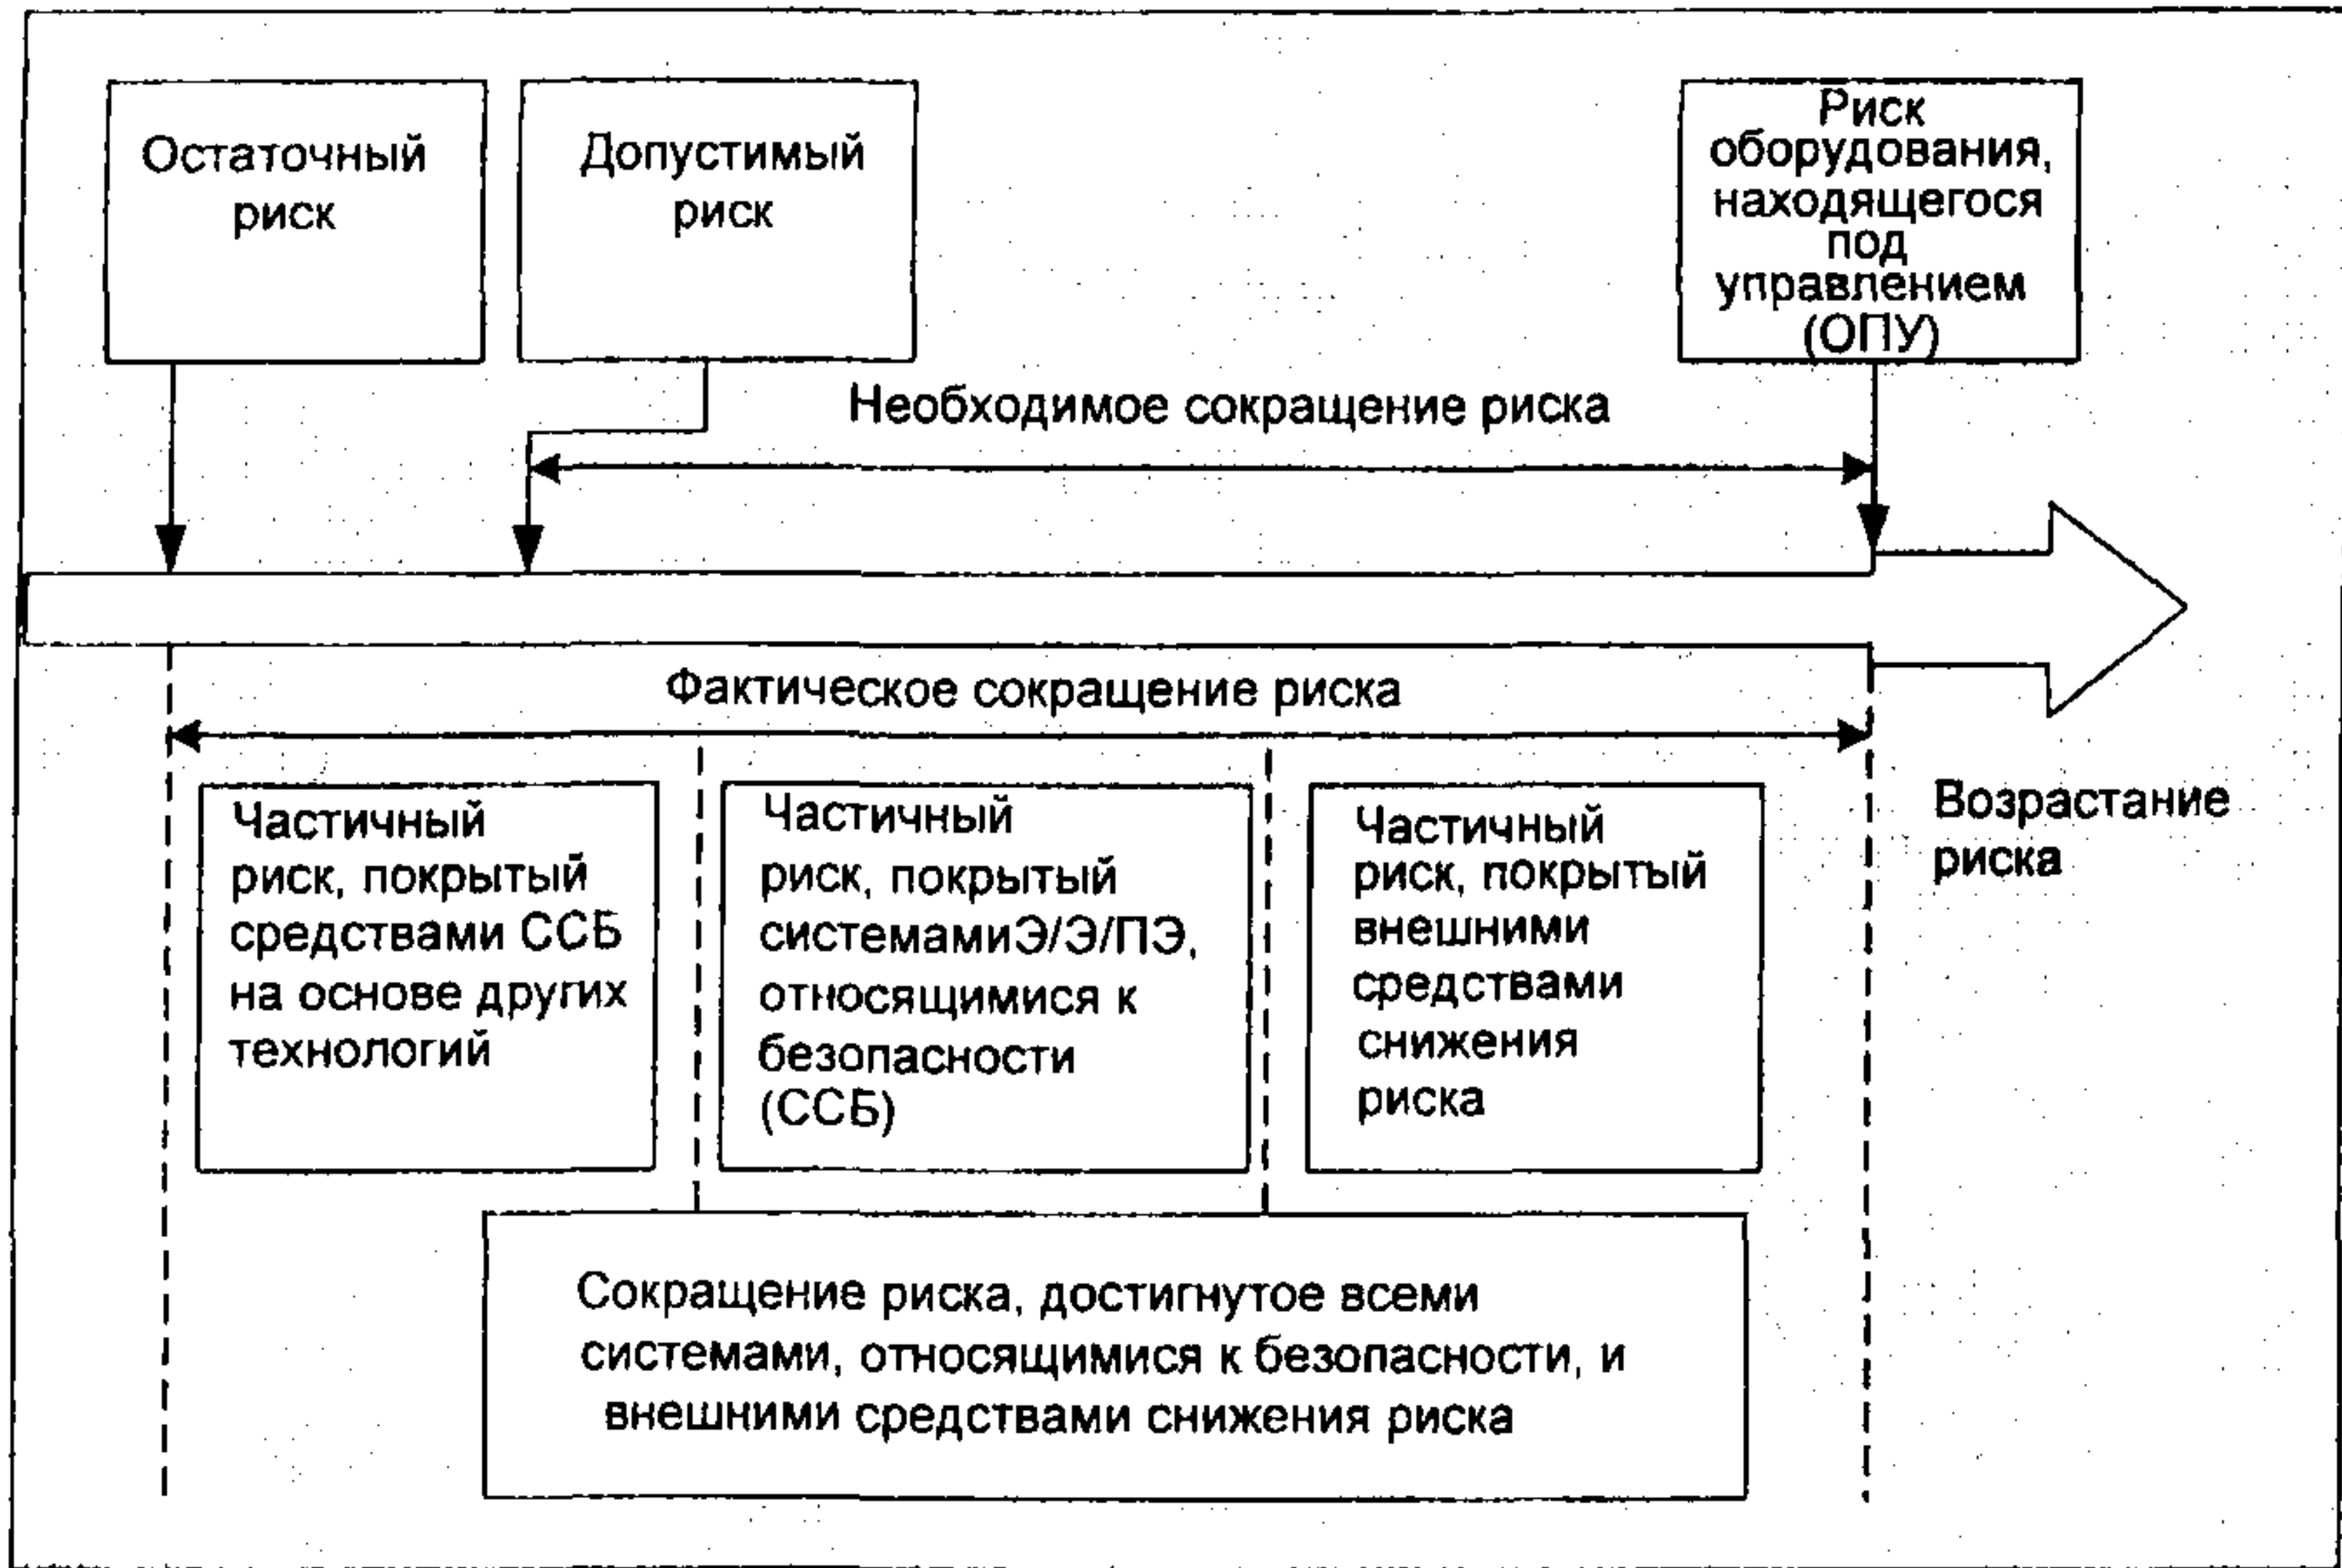 Остаточный
риск
Допустимый
риск
Риск
оборудования,
находящегося
под
управлением
(ОПУ)
Необходимое сокращение риска
Фактическое сокращение риска
Частичный
риск, покрытый
средствами ССБ
на основе других
технологий
Частичный
риск, покрытый
системамиЭ/Э/ПЭ,
относящимися к
безопасности
(ССБ)
Частичный
риск, покрытый
внешними
средствами
снижения
риска
Возрастание
риска
Сокращение риска, достигнутое всеми
системами, относящимися к безопасности, и
внешними средствами снижения риска